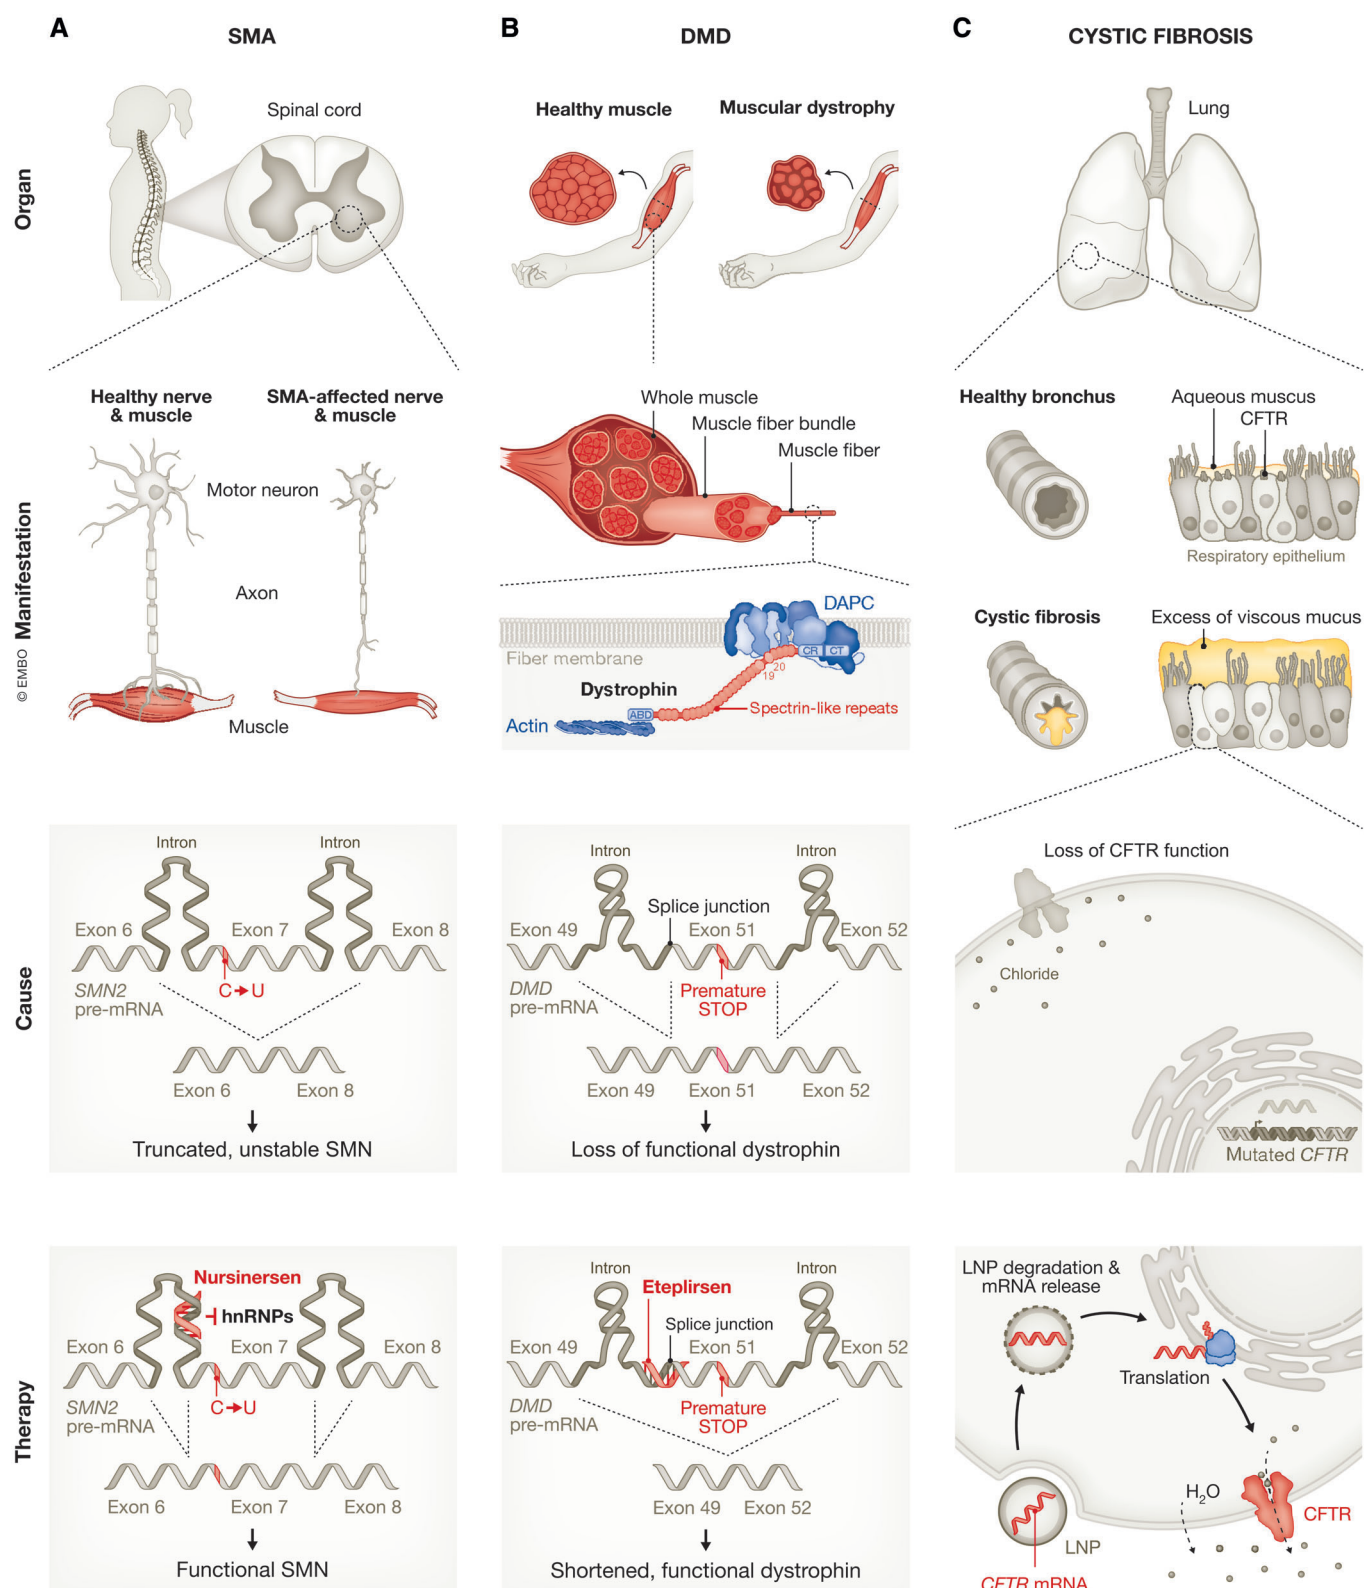 A
SMA
B
DMD
C
CYSTIC FIBROSIS
Organ
Spinal cord
Healthy muscle
Muscular dystrophy
Lung
© EMBO
Manifestation
Healthy nerve
& muscle
SMA-affected nerve
& muscle
Motor neuron
Axon
Muscle
Whole muscle
Muscle fiber bundle
Muscle fiber
DAPC
Fiber membrane
CR
CT
20
19
Dystrophin
ABD
Spectrin-like repeats
Actin
Healthy bronchus
Aqueous muscus
CFTR
Respiratory epithelium
Cystic fibrosis
Excess of viscous mucus
Cause
Intron
Intron
Exon 6
Exon 7
Exon 8
C→U
SMN2
pre-mRNA
Exon 6
Exon 8
Truncated, unstable SMN
Intron
Intron
Splice junction
Exon 49
Exon 51
Exon 52
DMD
pre-mRNA
Premature
STOP
Exon 49
Exon 51
Exon 52
Loss of functional dystrophin
Loss of CFTR function
Chloride
Mutated CFTR
Therapy
Nursinersen
hnRNPs
Exon 6
Exon 7
Exon 8
C→U
SMN2
pre-mRNA
Exon 6
Exon 7
Exon 8
Functional SMN
Intron
Intron
Eteplirsen
Splice junction
Exon 49
Exon 51
Exon 52
DMD
pre-mRNA
Premature
STOP
Exon 49
Exon 52
Shortened, functional dystrophin
LNP degradation &
mRNA release
Translation
H₂O
CFTR
LNP
CFTR mRNA